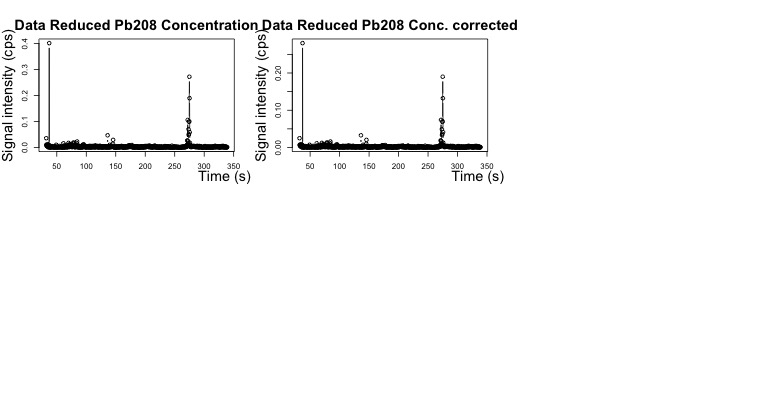 Data Reduced Pb208 Concentration
Signal intensity (cps)
0.0 0.1 0.2 0.3 0.4
50 100 150 200 250 300 350
Time (s)
Data Reduced Pb208 Conc. corrected
Signal intensity (cps)
0.00 0.10 0.20
50 100 150 200 250 300 350
Time (s)